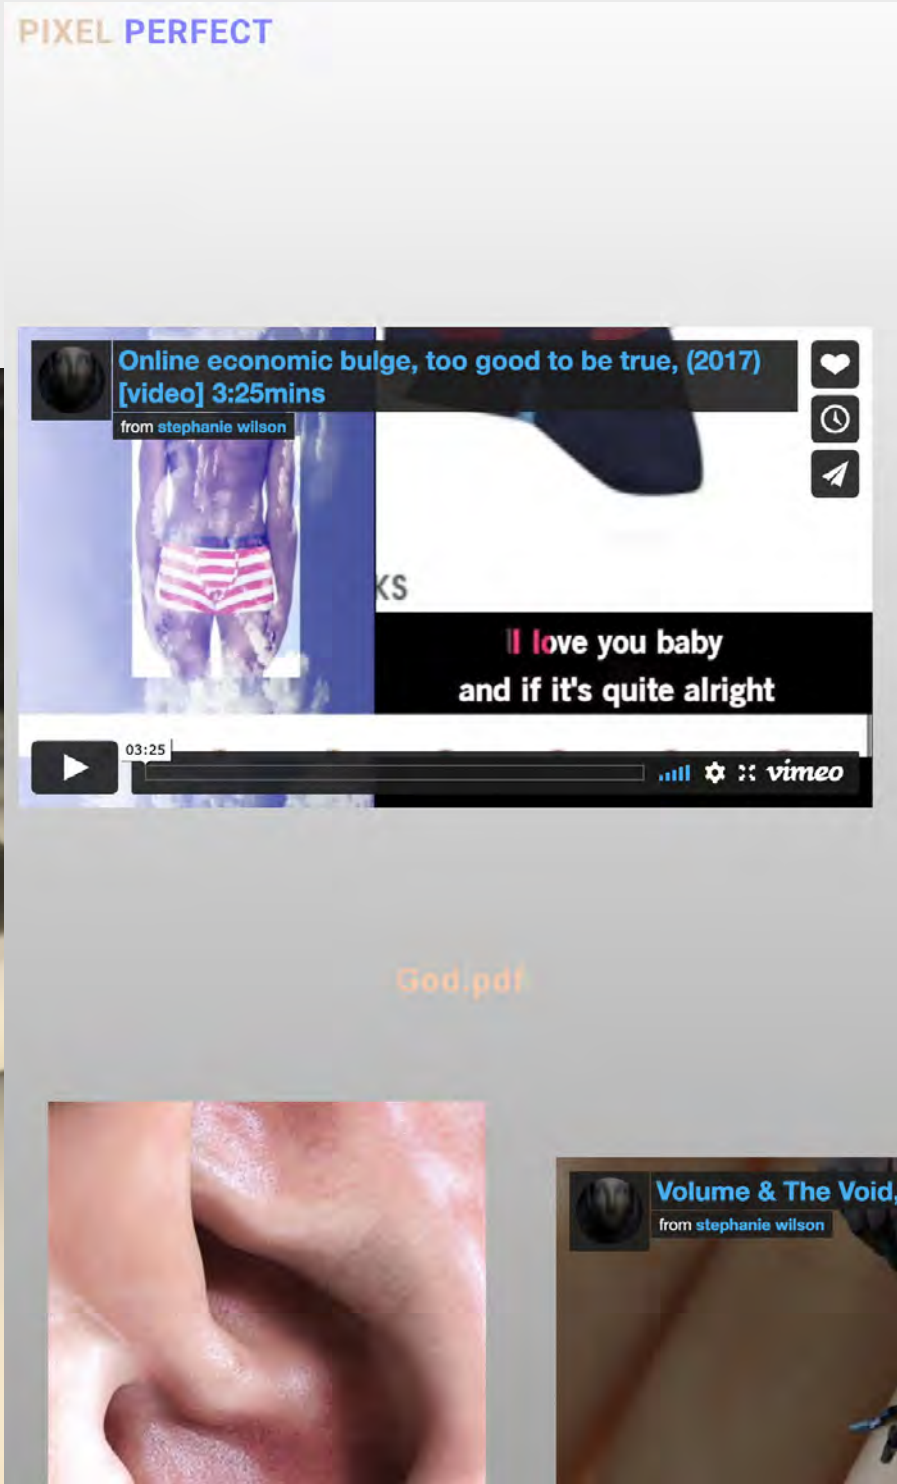 PIXEL PERFECT
Online economic bulge, too good to be true, (2017)
[video] 3:25mins
from stephanie wilson
KS
I love you baby
and if it's quite alright
03:25
vimeo
God.pdf
Volume & The Void,
from stephanie wilson